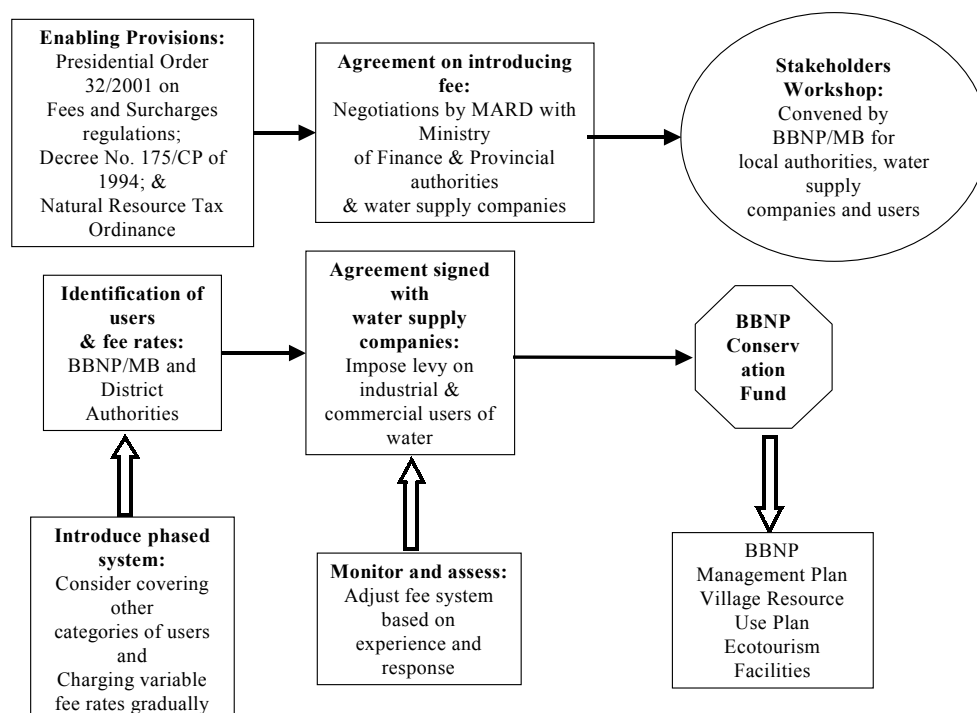 Enabling Provisions:
Presidential Order
32/2001 on
Fees and Surcharges
regulations;
Decree No. 175/CP of
1994; &
Natural Resource Tax
Ordinance
Agreement on introducing
fee:
Negotiations by MARD with
Ministry
of Finance & Provincial
authorities
& water supply companies
Stakeholders
Workshop:
Convened by
BBNP/MB for
local authorities, water
supply
companies and users
Identification of
users
& fee rates:
BBNP/MB and
District
Authorities
Agreement signed
with
water supply
companies:
Impose levy on
industrial &
commercial users of
water
BBNP
Conserv
ation
Fund
Introduce phased
system:
Consider covering
other
categories of users
and
Charging variable
fee rates gradually
Monitor and assess:
Adjust fee system
based on
experience and
response
BBNP
Management Plan
Village Resource
Use Plan
Ecotourism
Facilities